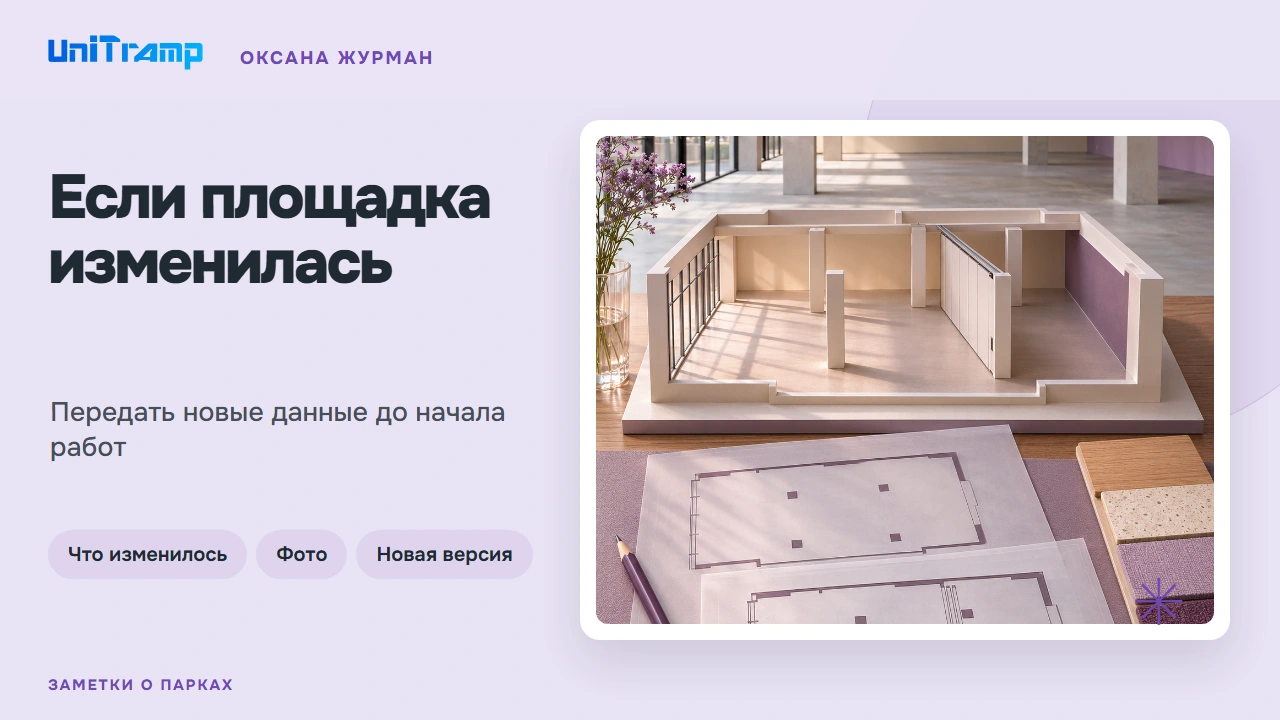 UniTramp
ОКСАНА ЖУРМАН
Если площадка
изменилась
Передать новые данные до начала
работ
Что изменилось
Фото
Новая версия
ЗАМЕТКИ О ПАРКАХ